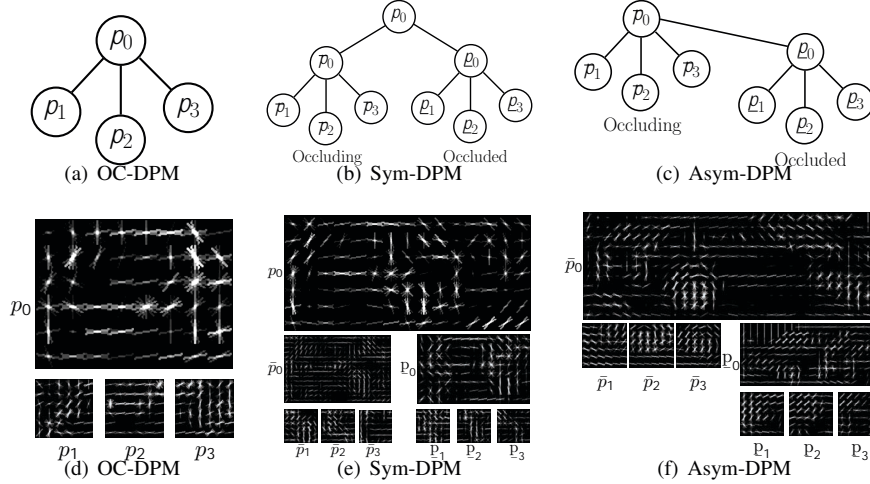 p0
p1
p2
p3
(a) OC-DPM
p0
p̄0
p̲0
p̄1
p̄2
p̄3
p̲1
p̲2
p̲3
Occluding
Occluded
(b) Sym-DPM
p̄0
p̄1
p̄2
p̄3
p̲0
p̲1
p̲2
p̲3
Occluding
Occluded
(c) Asym-DPM
p0
p1
p2
p3
(d) OC-DPM
p0
p̄0
p̲0
p̄1
p̄2
p̄3
p̲1
p̲2
p̲3
(e) Sym-DPM
p̄0
p̄1
p̄2
p̄3
p̲0
p̲1
p̲2
p̲3
(f) Asym-DPM